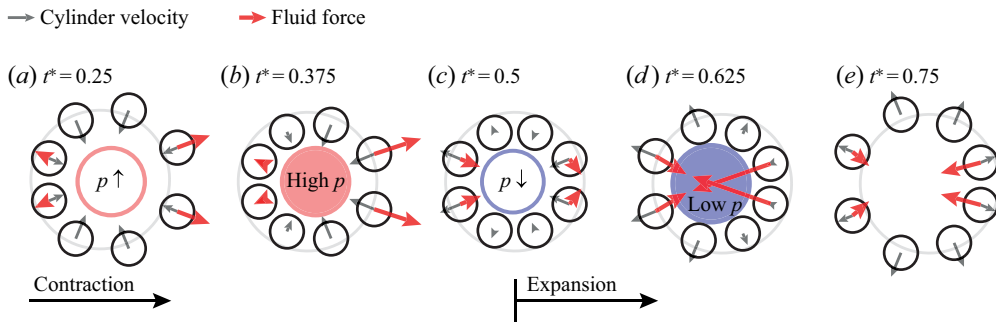 Cylinder velocity
Fluid force
(a) t* = 0.25
(b) t* = 0.375
(c) t* = 0.5
(d) t* = 0.625
(e) t* = 0.75
p ↑
High p
p ↓
Low p
Contraction
Expansion